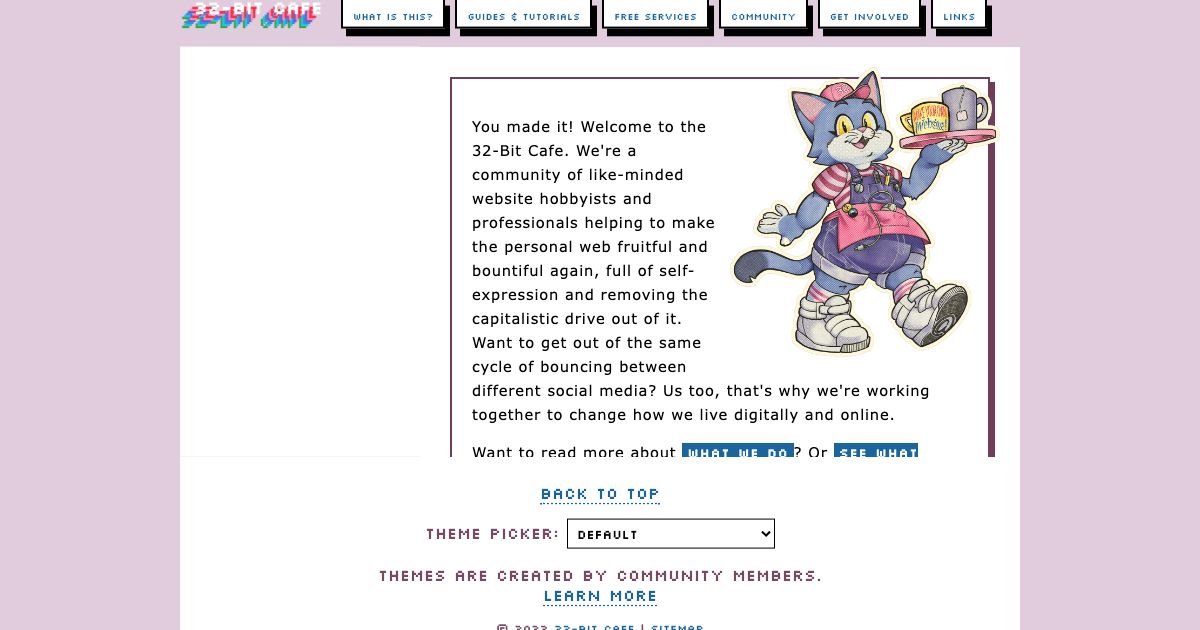 32-BIT CAFE
WHAT IS THIS?
GUIDES & TUTORIALS
FREE SERVICES
COMMUNITY
GET INVOLVED
LINKS
You made it! Welcome to the
32-Bit Cafe. We're a
community of like-minded
website hobbyists and
professionals helping to make
the personal web fruitful and
bountiful again, full of self-
expression and removing the
capitalistic drive out of it.
Want to get out of the same
cycle of bouncing between
different social media? Us too, that's why we're working
together to change how we live digitally and online.
Want to read more about WHAT WE DO? Or SEE WHAT
Website!
BACK TO TOP
THEME PICKER: DEFAULT
THEMES ARE CREATED BY COMMUNITY MEMBERS.
LEARN MORE
© 2023 32-BIT CAFE | SITEMAP